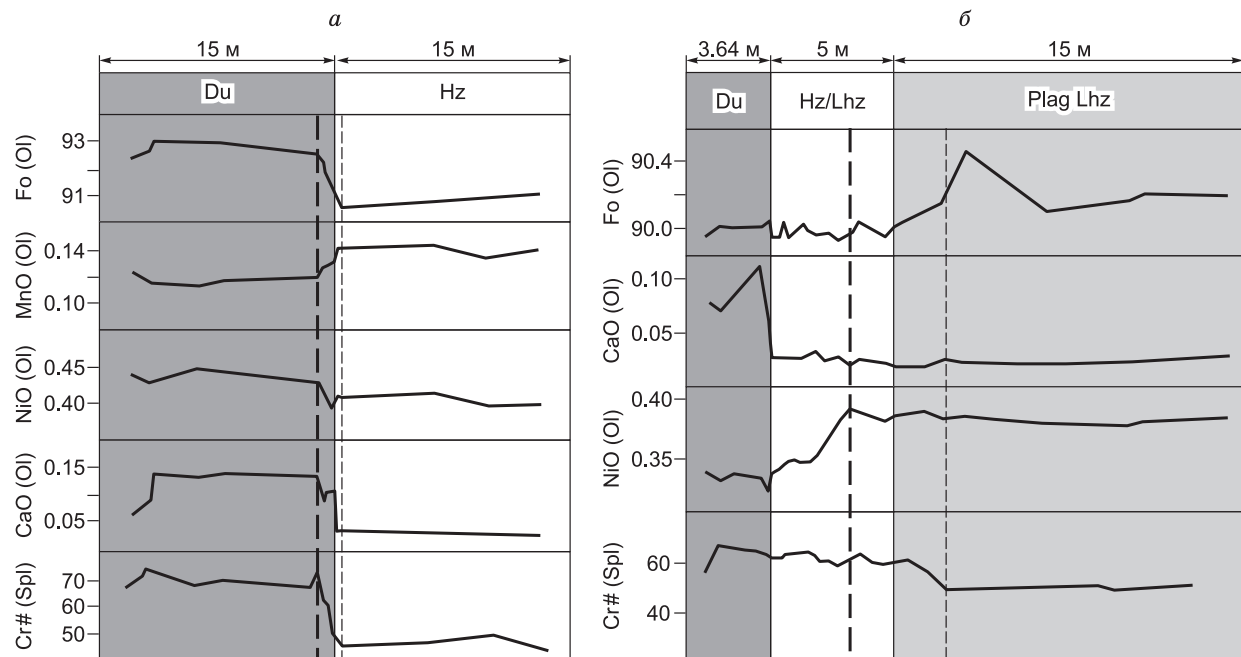 а
15 м
15 м
Du
Hz
Fo (Ol)
93
91
MnO (Ol)
0.14
0.10
NiO (Ol)
0.45
0.40
CaO (Ol)
0.15
0.05
Cr# (Spl)
70
60
50
б
3.64 м
5 м
15 м
Du
Hz/Lhz
Plag Lhz
Fo (Ol)
90.4
90.0
CaO (Ol)
0.10
0.05
NiO (Ol)
0.40
0.35
Cr# (Spl)
60
40